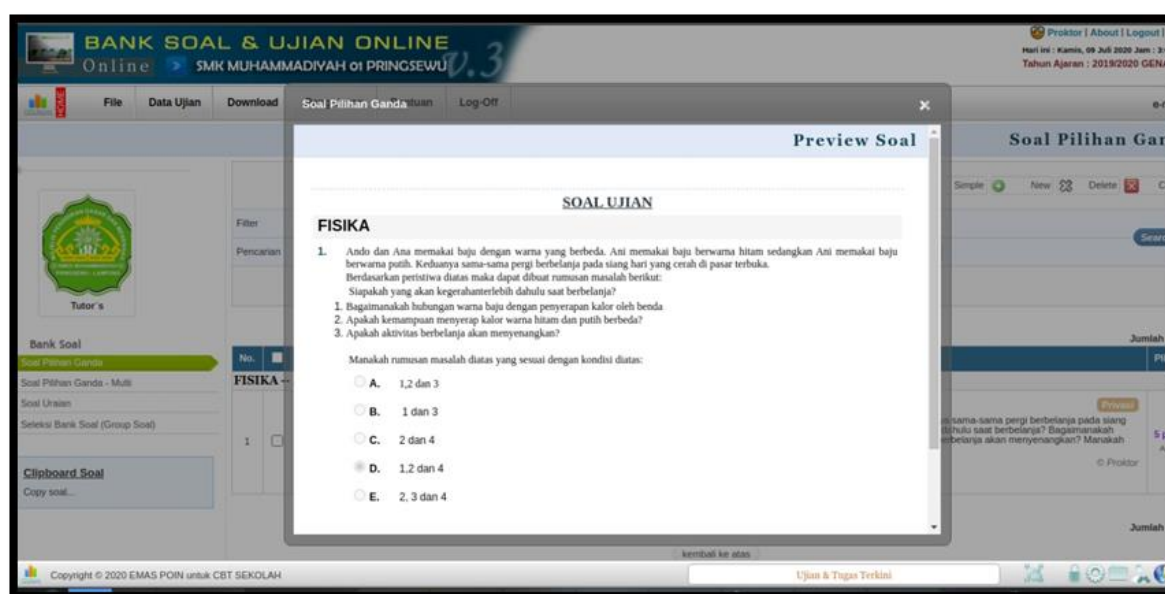 BANK SOAL & UJIAN ONLINE
Online SMK MUHAMMADIYAH 01 PRINGSEWU V.3
Proktor | About | Logout |
Hari ini : Kamis, 09 Juli 2020 Jam :
Tahun Ajaran : 2019/2020
HOME File Data Ujian Download Log-Off
Soal Pilihan Ganda
Preview Soal
Simple New Delete
SOAL UJIAN
Filter
FISIKA
Pencarian
1. Ando dan Ana memakai baju dengan warna yang berbeda. Ani memakai baju berwarna hitam sedangkan Ani memakai baju
berwarna putih. Keduanya sama-sama pergi berbelanja pada siang hari yang cerah di pasar terbuka.
Berdasarkan peristiwa diatas maka dapat dibuat rumusan masalah berikut:
Siapakah yang akan kegerahanterlebih dahulu saat berbelanja?
1. Bagaimanakah hubungan warna baju dengan penyerapan kalor oleh benda
2. Apakah kemampuan menyerap kalor warna hitam dan putih berbeda?
3. Apakah aktivitas berbelanja akan menyenangkan?
Manakah rumusan masalah diatas yang sesuai dengan kondisi diatas:
A. 1,2 dan 3
B. 1 dan 3
C. 2 dan 4
D. 1,2 dan 4
E. 2, 3 dan 4
Tutor's
Bank Soal
Soal Pilihan Ganda
Soal Pilihan Ganda - Multi
Soal Uraian
Seleksi Bank Soal (Group Soal)
Clipboard Soal
Copy soal...
No.
FISIKA
1
Jumlah
Privasi
sama-sama pergi berbelanja pada siang
dahulu saat berbelanja? Bagaimanakah
berbelanja akan menyenangkan? Manakah
© Proktor
Jumlah
kembali ke atas
Copyright © 2020 EMAS POIN untuk CBT SEKOLAH
Ujian & Tugas Terkini